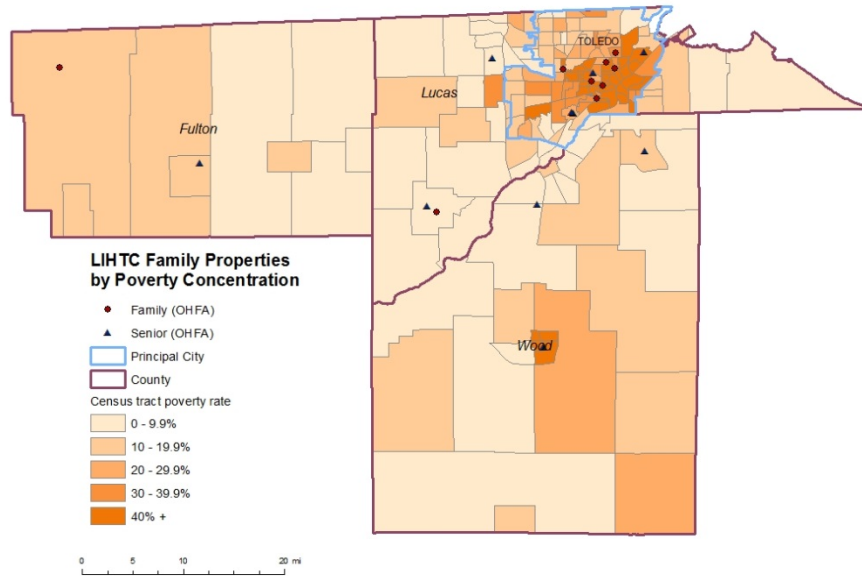 TOLEDO
Lucas
Fulton
Wood
LIHTC Family Properties
by Poverty Concentration
Family (OHFA)
Senior (OHFA)
Principal City
County
Census tract poverty rate
0 - 9.9%
10 - 19.9%
20 - 29.9%
30 - 39.9%
40% +
0 5 10 20 mi